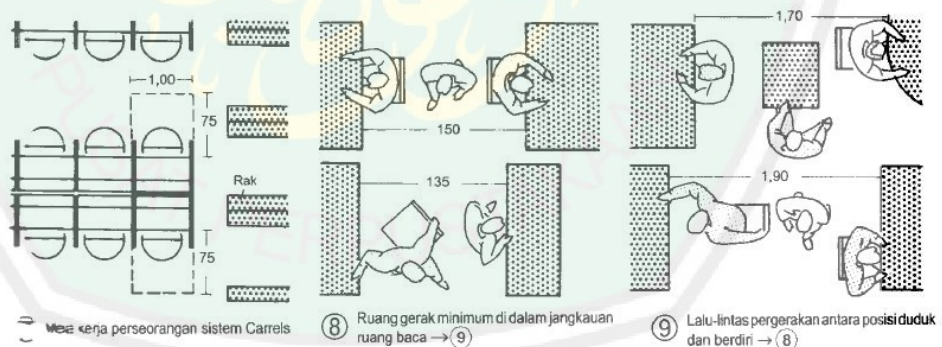 1,00
75
75
Rak
150
135
1,70
1,90
kerja perseorangan sistem Carrels
8 Ruang gerak minimum di dalam jangkauan
ruang baca → 9
9 Lalu-lintas pergerakan antara posisi duduk
dan berdiri → 8